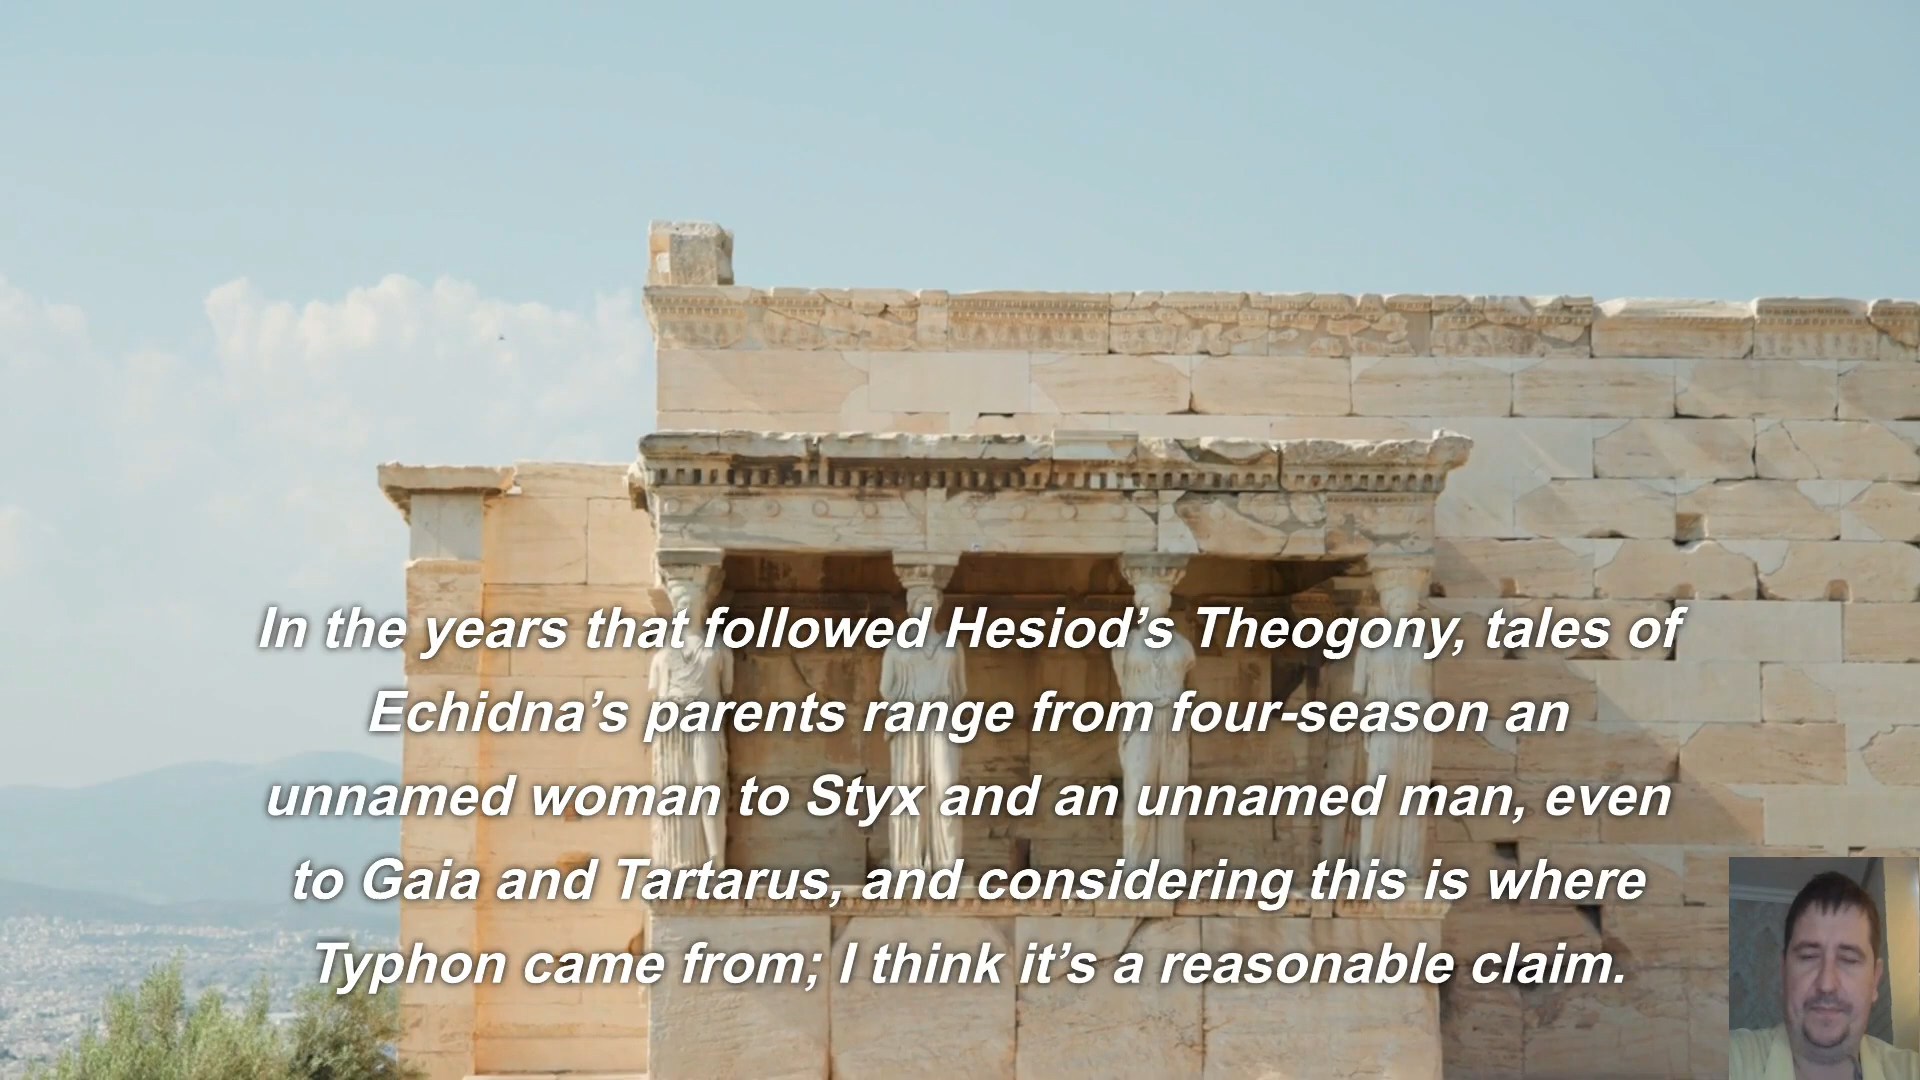 In the years that followed Hesiod’s Theogony, tales of
Echidna’s parents range from four-season an
unnamed woman to Styx and an unnamed man, even
to Gaia and Tartarus, and considering this is where
Typhon came from; I think it’s a reasonable claim.